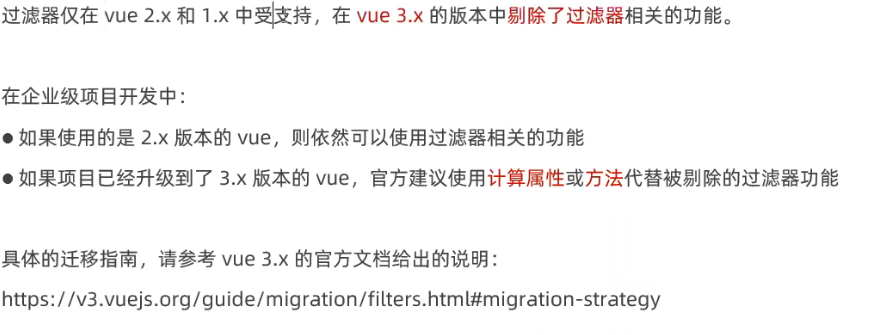 过滤器仅在 vue 2.x 和 1.x 中受支持，在 vue 3.x 的版本中剔除了过滤器相关的功能。
在企业级项目开发中：
● 如果使用的是 2.x 版本的 vue，则依然可以使用过滤器相关的功能
● 如果项目已经升级到了 3.x 版本的 vue，官方建议使用计算属性或方法代替被剔除的过滤器功能
具体的迁移指南，请参考 vue 3.x 的官方文档给出的说明：
https://v3.vuejs.org/guide/migration/filters.html#migration-strategy